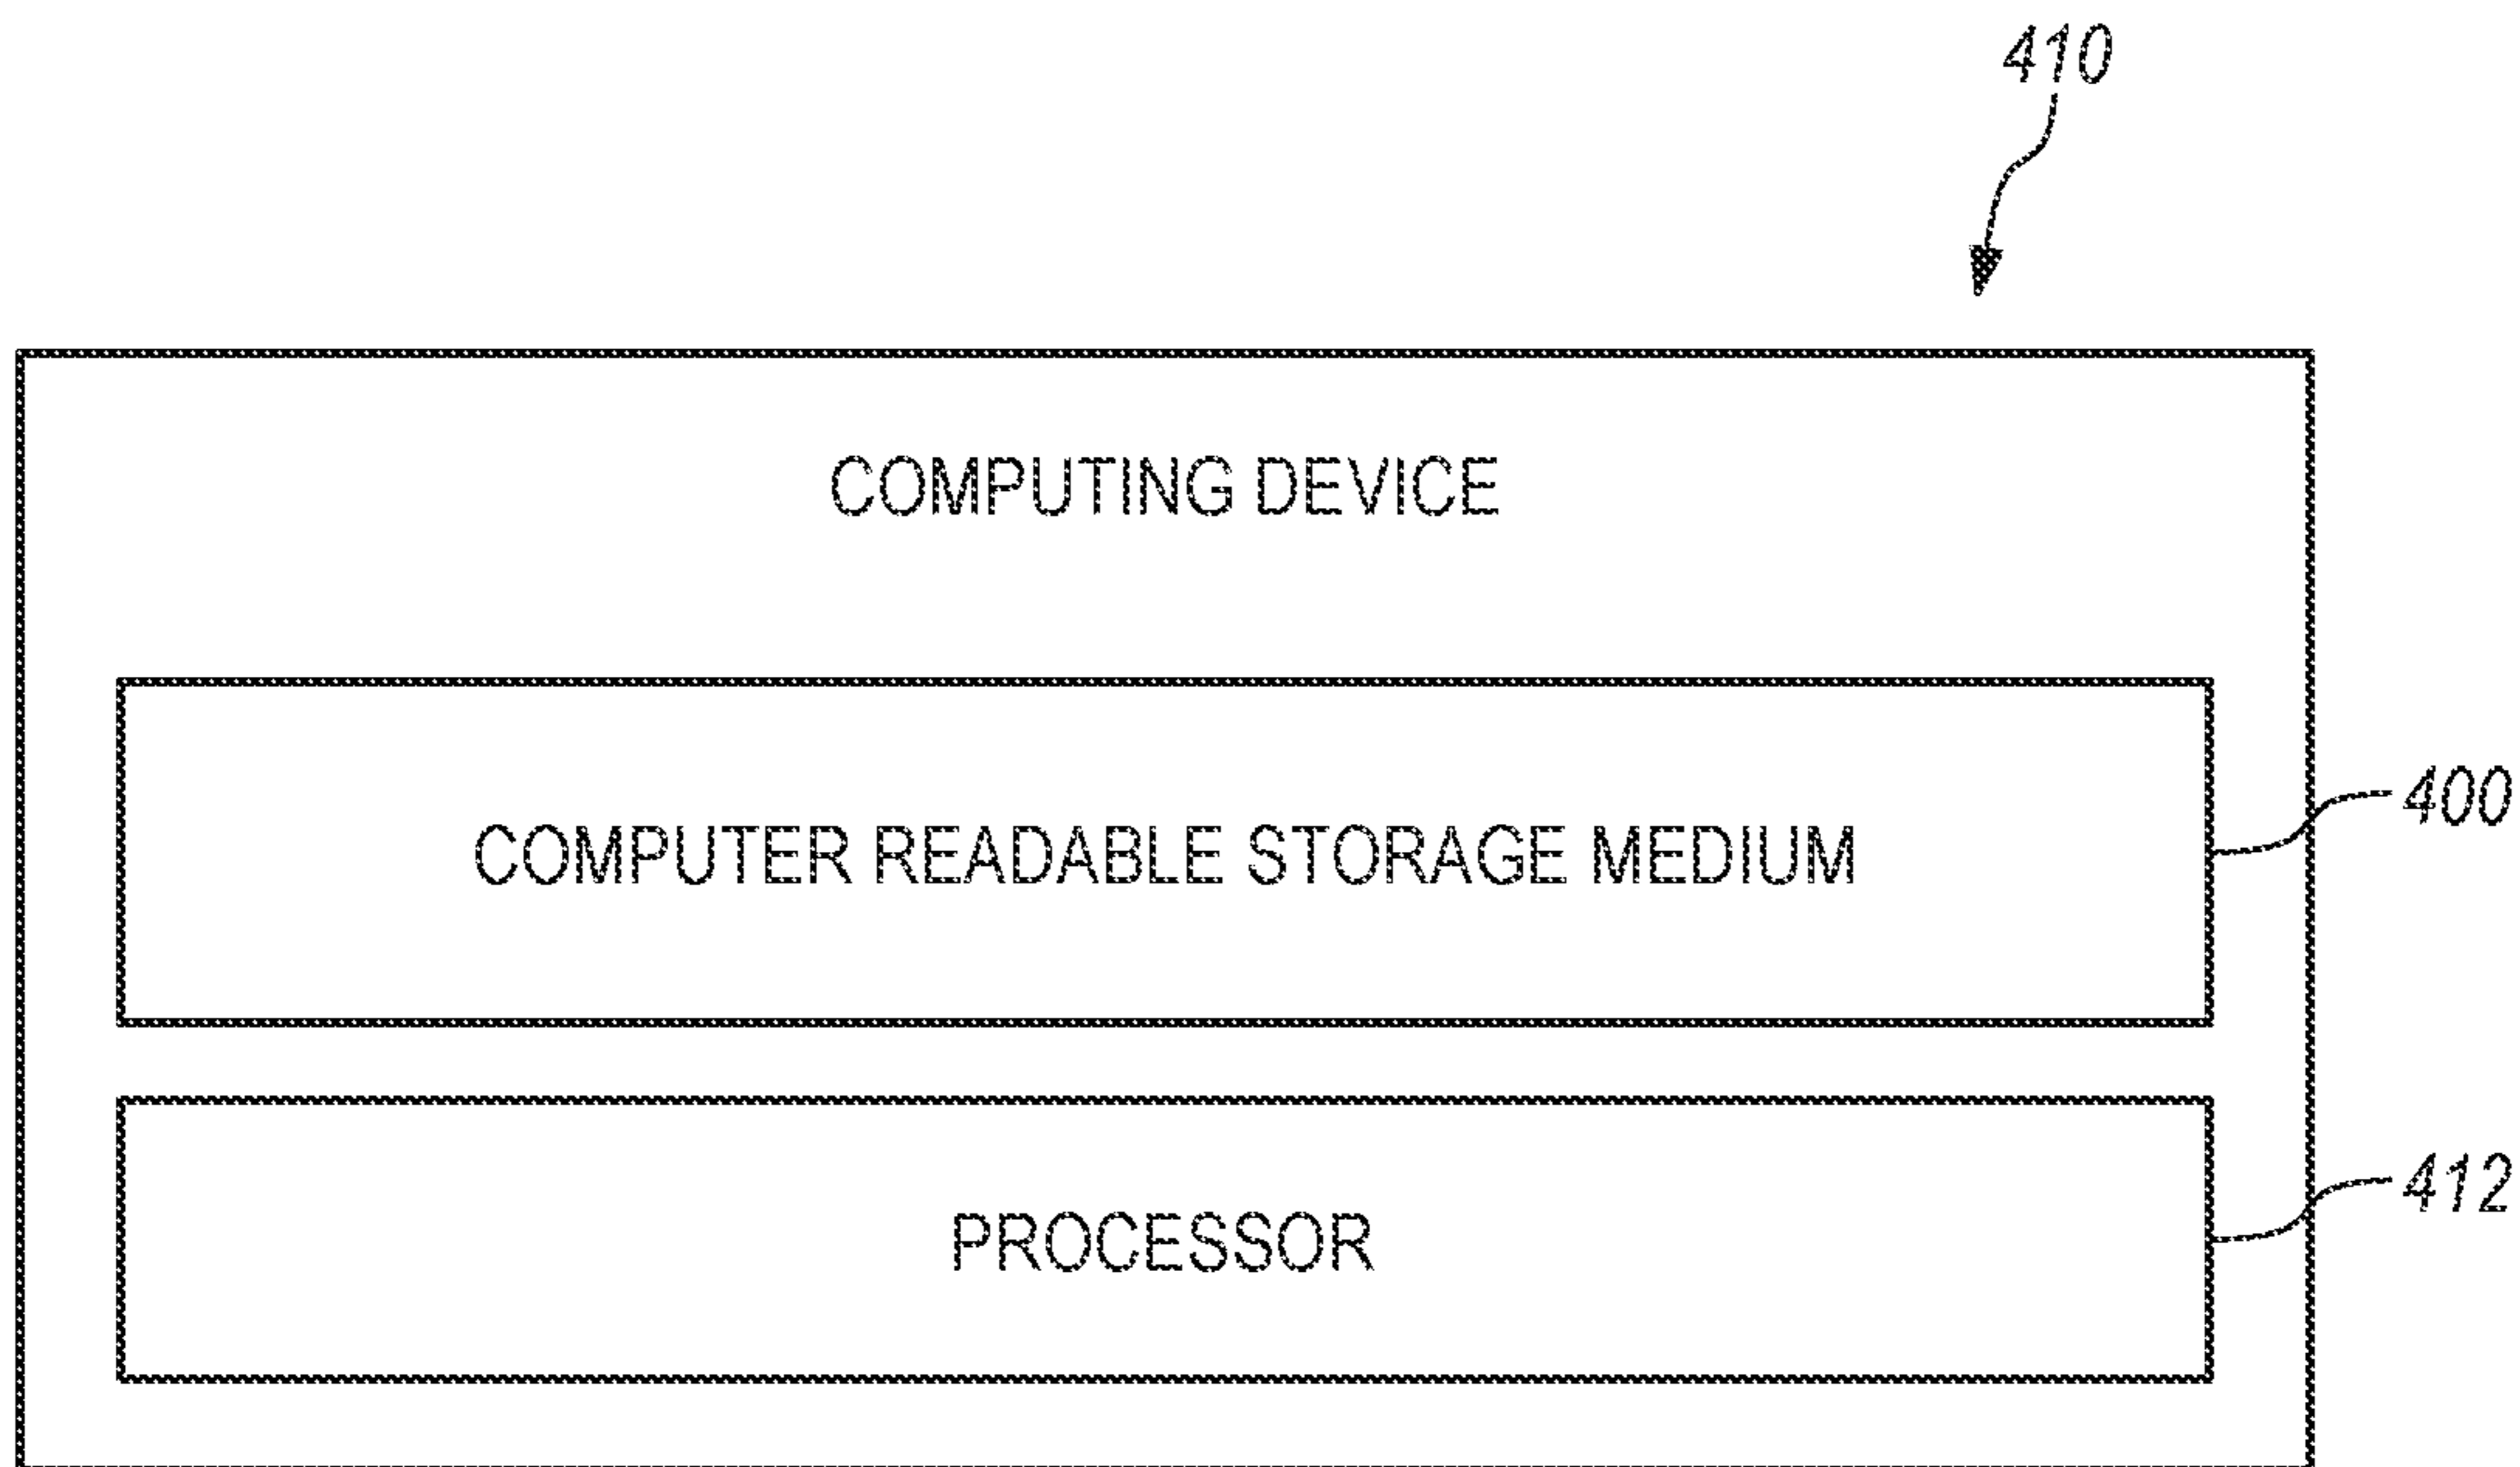 410
COMPUTING DEVICE
COMPUTER READABLE STORAGE MEDIUM
400
PROCESSOR
412